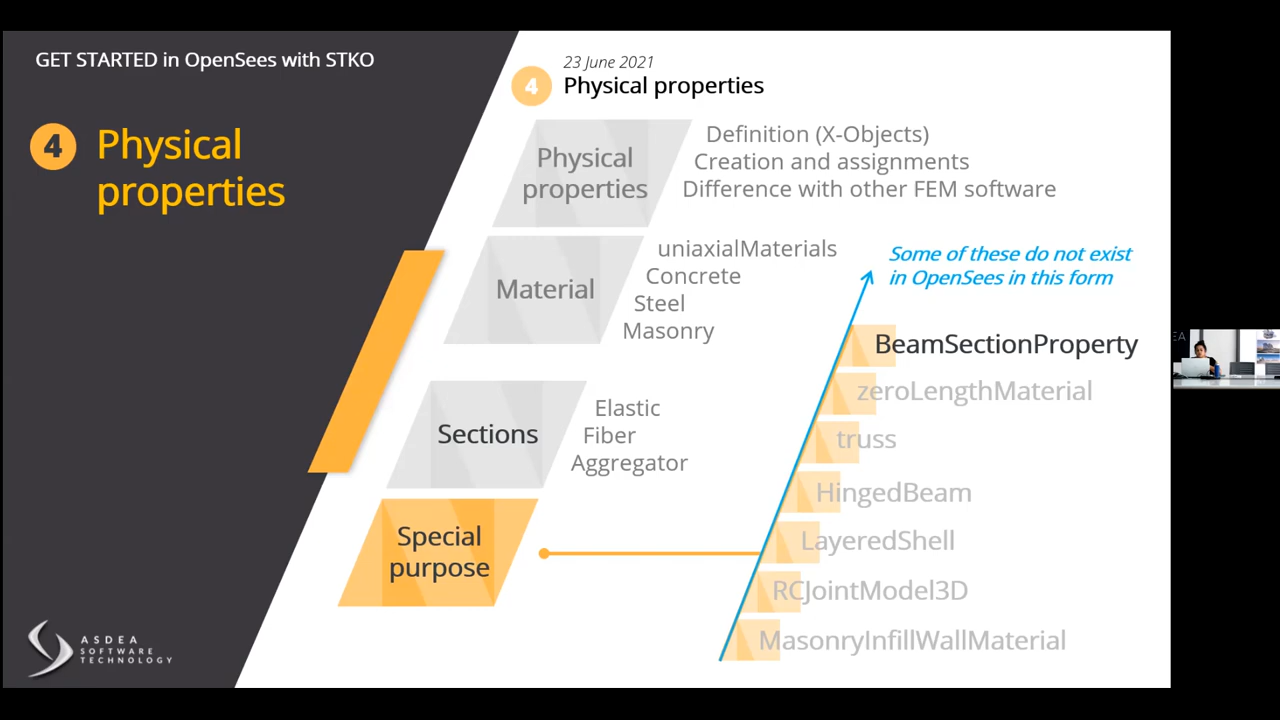 GET STARTED in OpenSees with STKO
4
Physical
properties
23 June 2021
4
Physical properties
Physical
properties
Definition (X-Objects)
Creation and assignments
Difference with other FEM software
Material
uniaxialMaterials
Concrete
Steel
Masonry
Some of these do not exist
in OpenSees in this form
Sections
Elastic
Fiber
Aggregator
Special
purpose
BeamSectionProperty
zeroLengthMaterial
truss
HingedBeam
LayeredShell
RCJointModel3D
MasonryInfillWallMaterial
ASDEA
SOFTWARE
TECHNOLOGY